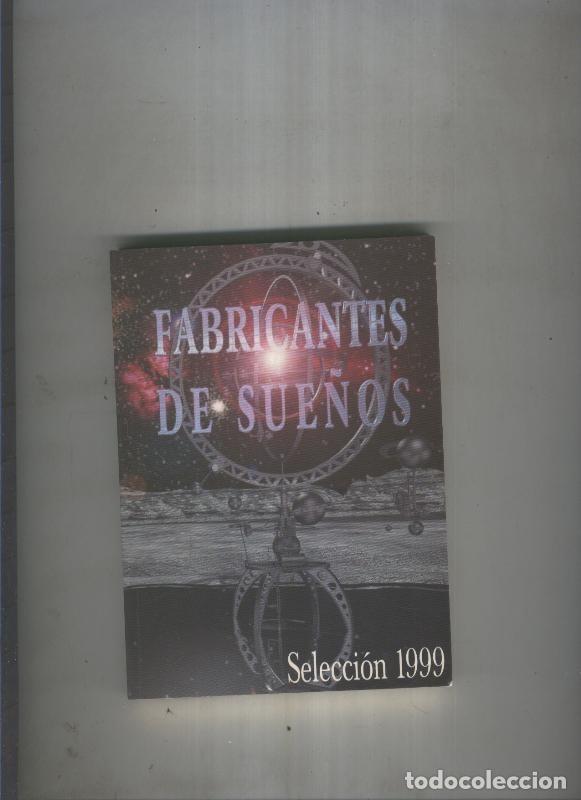 FABRICANTES
DE SUEÑOS
Selección 1999
todocoleccion